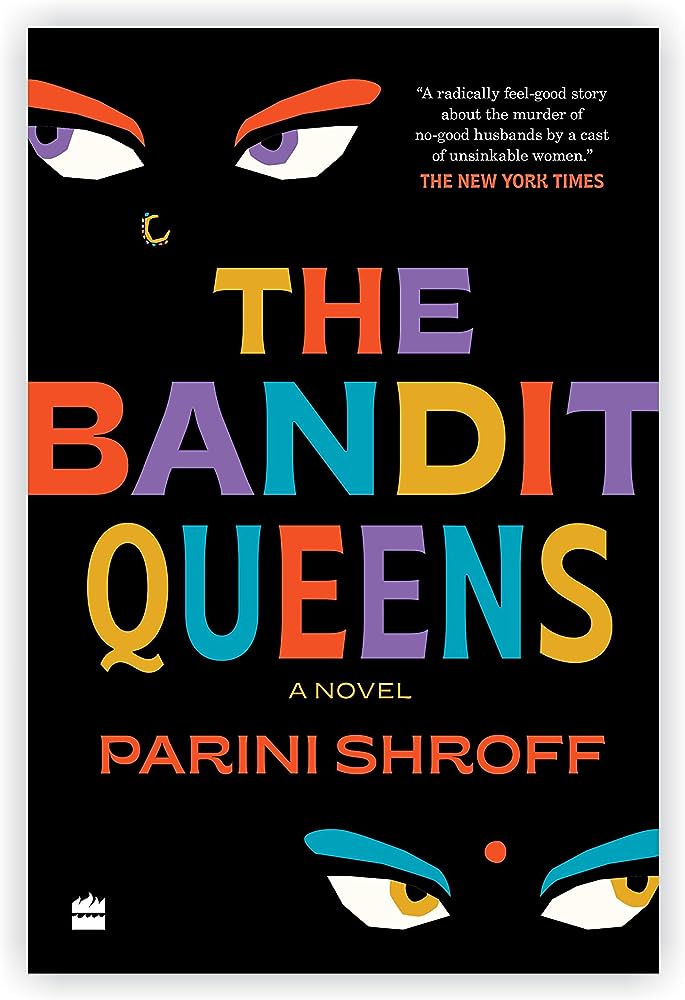 “A radically feel-good story
about the murder of
no-good husbands by a cast
of unsinkable women.”
THE NEW YORK TIMES
THE
BANDIT
QUEENS
A NOVEL
PARINI SHROFF